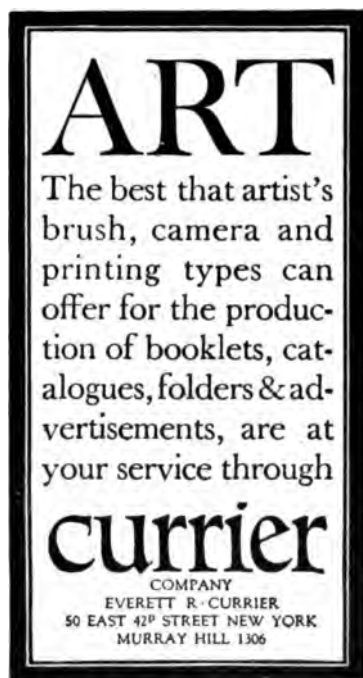 ART
The best that artist's
brush, camera and
printing types can
offer for the produc-
tion of booklets, cat-
alogues, folders & ad-
vertisements, are at
your service through
currier
COMPANY
EVERETT R · CURRIER
50 EAST 42D STREET NEW YORK
MURRAY HILL 1306